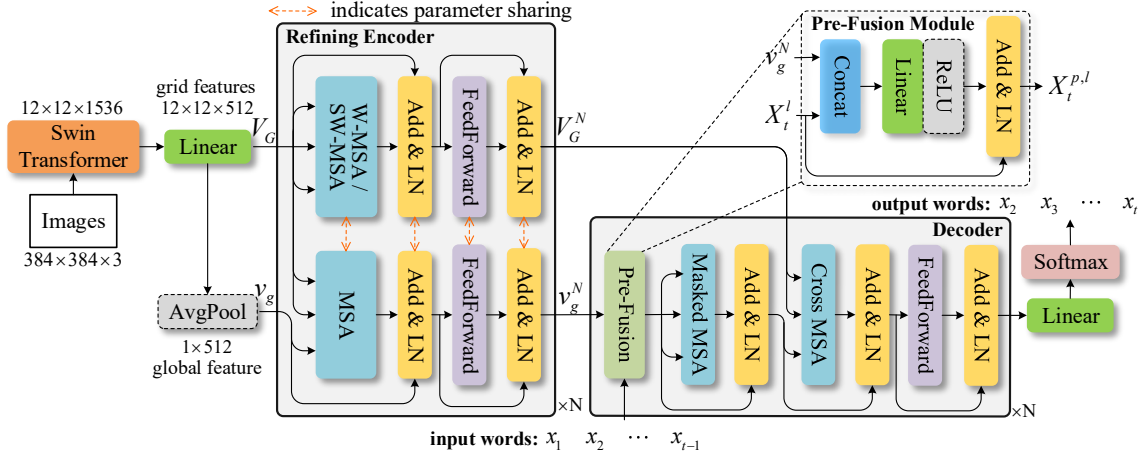 indicates parameter sharing
Refining Encoder
grid features
12×12×1536
12×12×512
Swin
Transformer
Linear
V_G
Images
384×384×3
AvgPool
v_g
1×512
global feature
W-MSA /
SW-MSA
Add & LN
FeedForward
Add & LN
V_G^N
MSA
Add & LN
FeedForward
Add & LN
v_g^N
×N
Pre-Fusion Module
v_g^N
X_t^l
Concat
Linear
ReLU
Add & LN
X_t^{p,l}
output words: x_2 x_3 ⋯ x_t
Decoder
Pre-Fusion
Masked MSA
Add & LN
Cross MSA
Add & LN
FeedForward
Add & LN
Softmax
Linear
×N
input words: x_1 x_2 ⋯ x_{t−1}